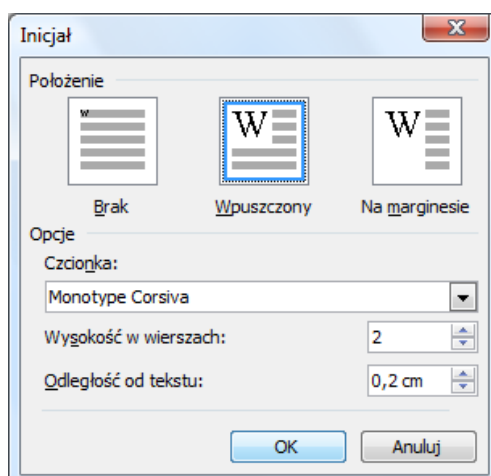 Inicjał
Położenie
W W W
Brak Wpuszczony Na marginesie
Opcje
Czcionka:
Monotype Corsiva
Wysokość w wierszach: 2
Odległość od tekstu: 0,2 cm
OK Anuluj